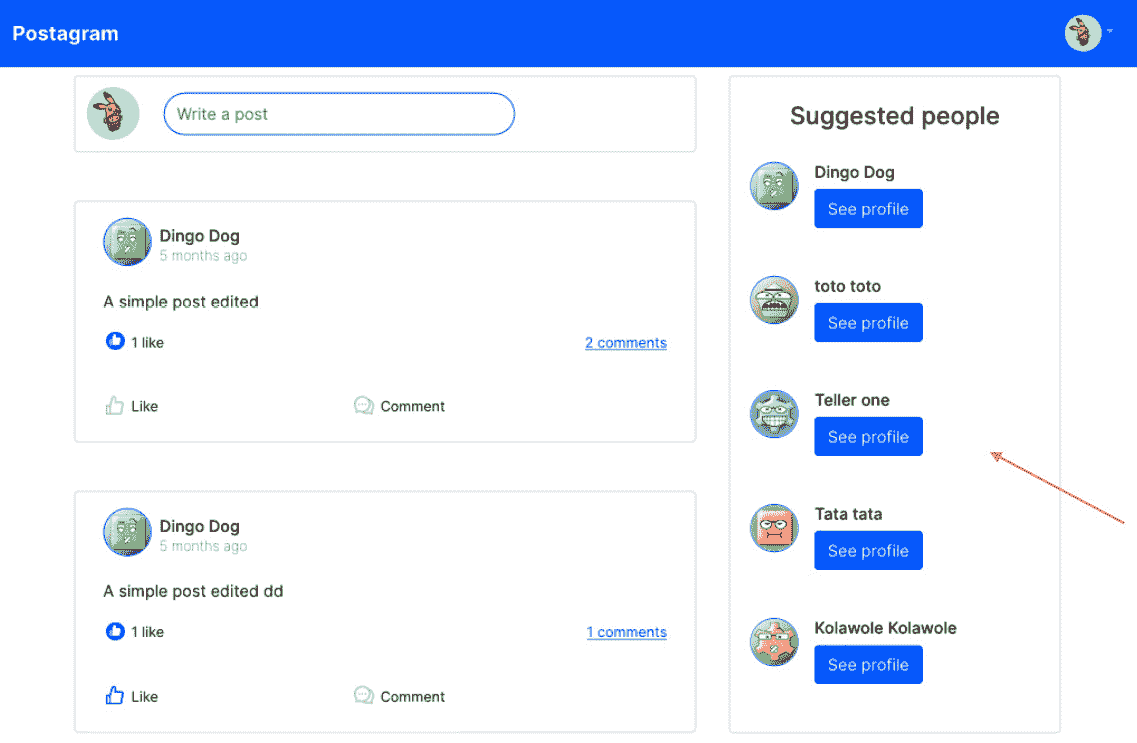 Postagram
Write a post
Dingo Dog
5 months ago
A simple post edited
1 like
2 comments
Like
Comment
Dingo Dog
5 months ago
A simple post edited dd
1 like
1 comments
Like
Comment
Suggested people
Dingo Dog
See profile
toto toto
See profile
Teller one
See profile
Tata tata
See profile
Kolawole Kolawole
See profile